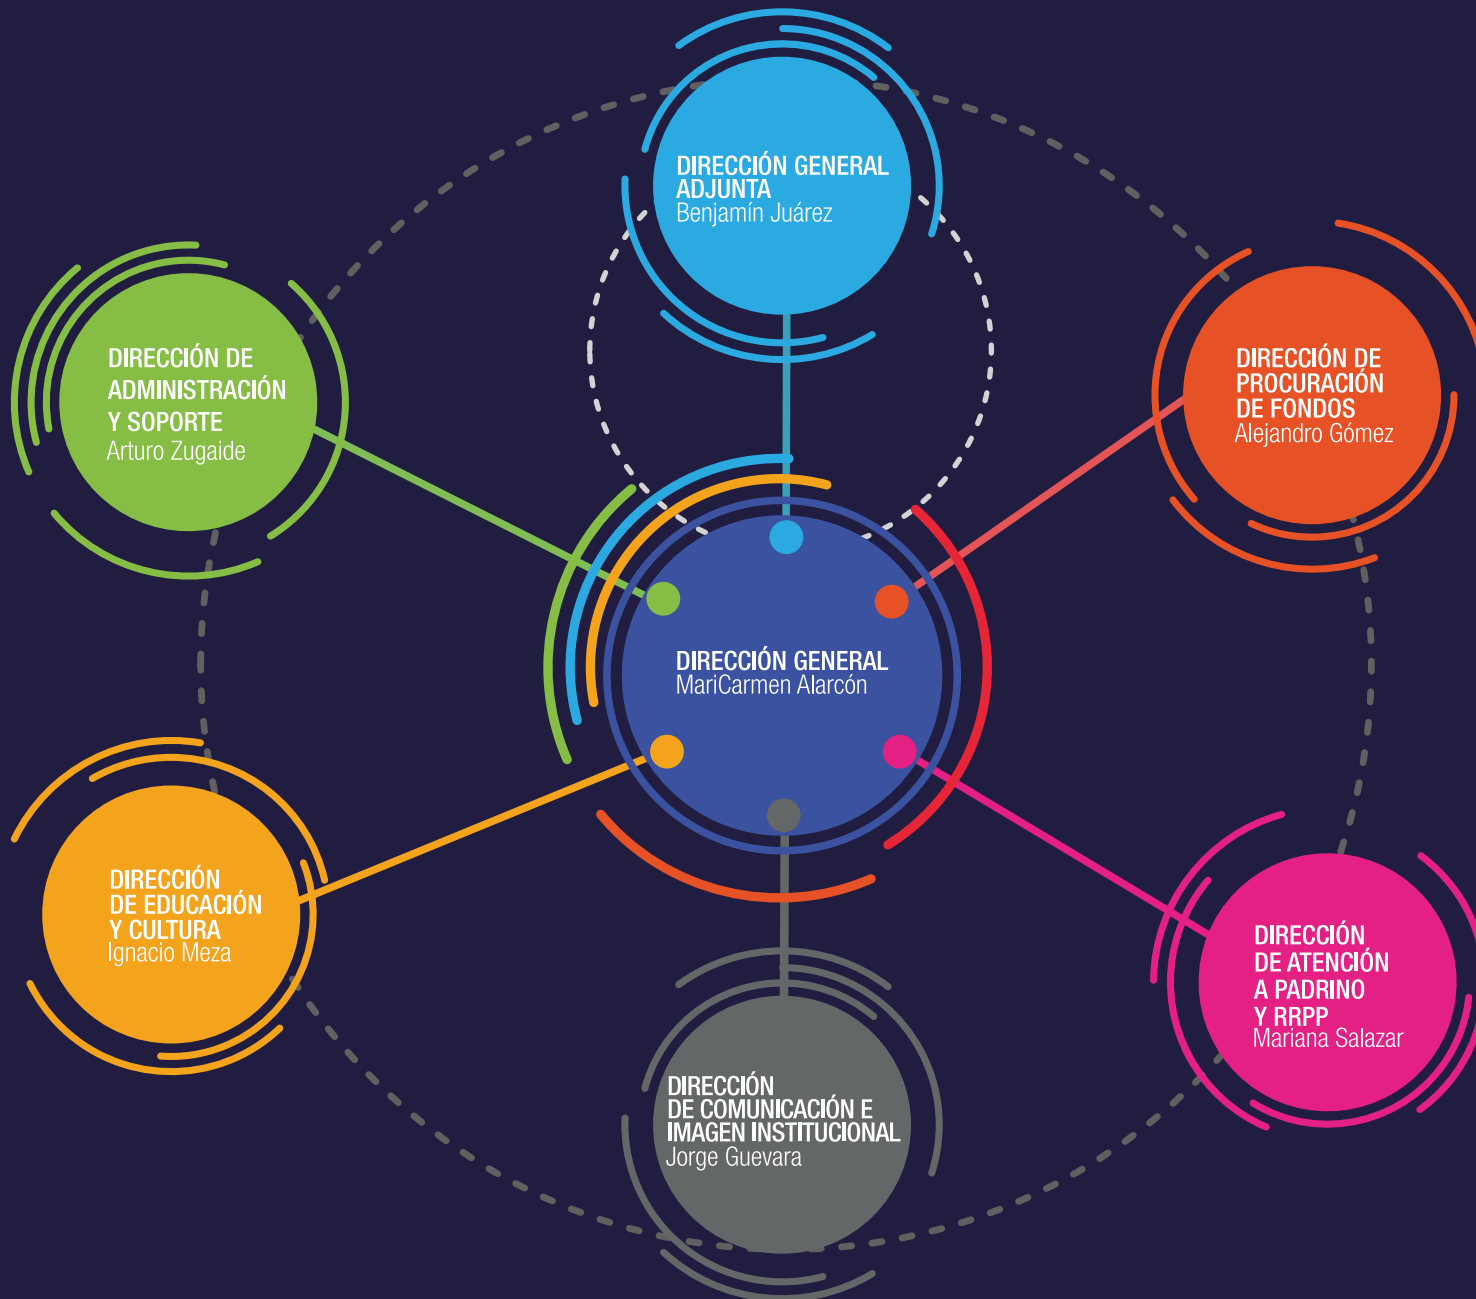 DIRECCIÓN GENERAL
ADJUNTA
Benjamín Juárez
DIRECCIÓN DE
ADMINISTRACIÓN
Y SOPORTE
Arturo Zugaide
DIRECCIÓN DE
PROCURACIÓN
DE FONDOS
Alejandro Gómez
DIRECCIÓN GENERAL
MariCarmen Alarcón
DIRECCIÓN
DE EDUCACIÓN
Y CULTURA
Ignacio Meza
DIRECCIÓN
DE ATENCIÓN
A PADRINO
Y RRPP
Mariana Salazar
DIRECCIÓN
DE COMUNICACIÓN E
IMAGEN INSTITUCIONAL
Jorge Guevara